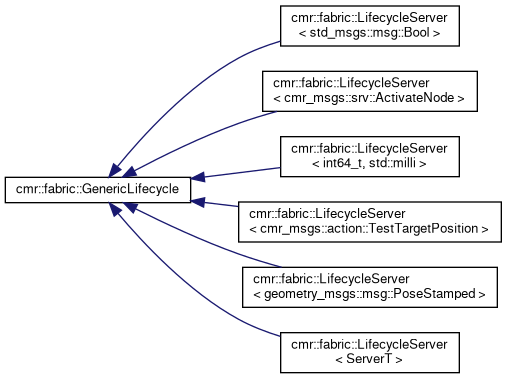 cmr::fabric::LifecycleServer
< std_msgs::msg::Bool >
cmr::fabric::LifecycleServer
< cmr_msgs::srv::ActivateNode >
cmr::fabric::LifecycleServer
< int64_t, std::milli >
cmr::fabric::GenericLifecycle
cmr::fabric::LifecycleServer
< cmr_msgs::action::TestTargetPosition >
cmr::fabric::LifecycleServer
< geometry_msgs::msg::PoseStamped >
cmr::fabric::LifecycleServer
< ServerT >